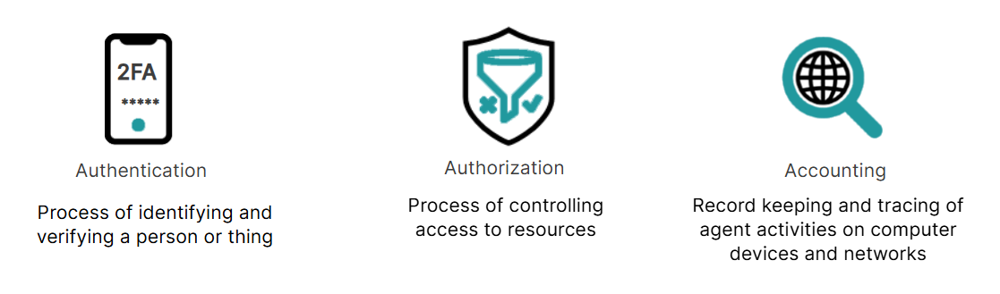 2FA
*****
Authentication
Process of identifying and
verifying a person or thing
Authorization
Process of controlling
access to resources
Accounting
Record keeping and tracing of
agent activities on computer
devices and networks